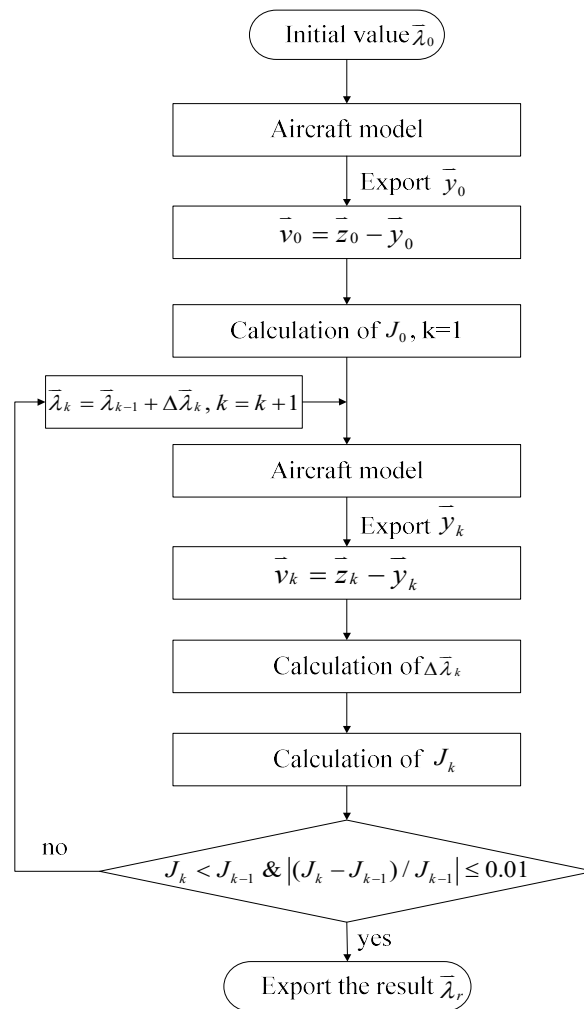 Initial value λ̄₀
Aircraft model
Export ȳ₀
v̄₀ = z̄₀ − ȳ₀
Calculation of J₀, k=1
λ̄ₖ = λ̄ₖ₋₁ + Δλ̄ₖ, k = k+1
Aircraft model
Export ȳₖ
v̄ₖ = z̄ₖ − ȳₖ
Calculation of Δλ̄ₖ
Calculation of Jₖ
no
Jₖ < Jₖ₋₁ & |(Jₖ − Jₖ₋₁) / Jₖ₋₁| ≤ 0.01
yes
Export the result λ̄ᵣ